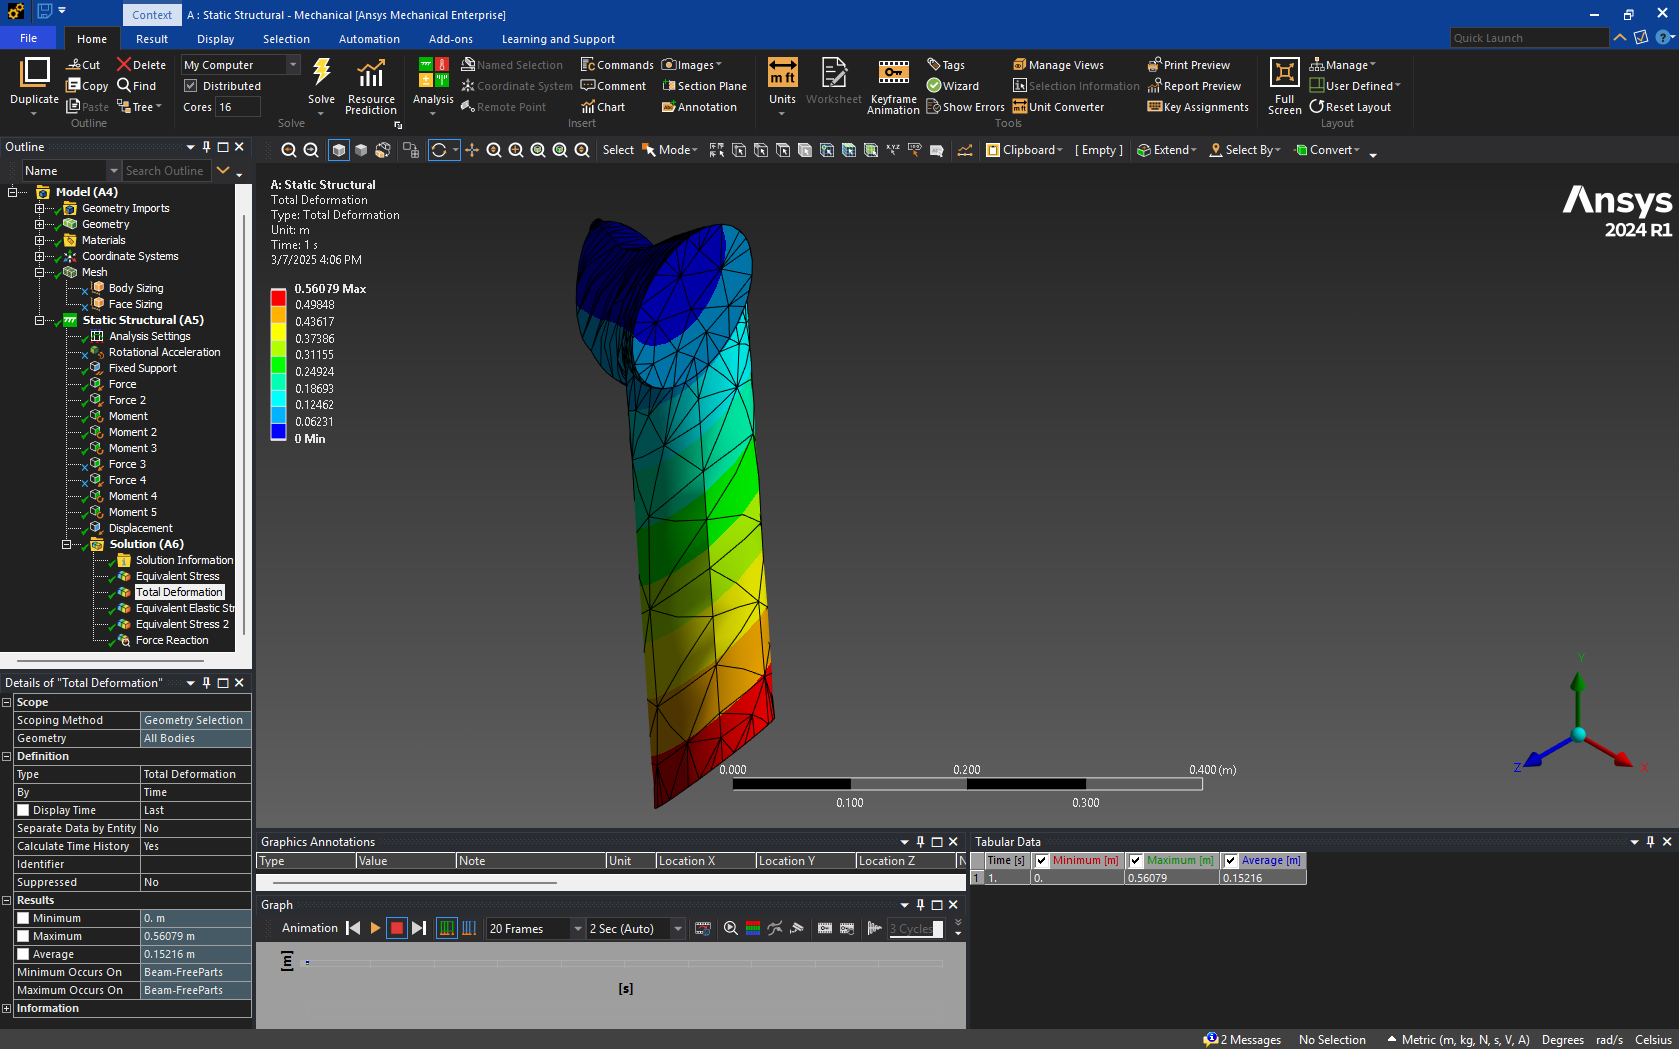 Context
A : Static Structural - Mechanical [Ansys Mechanical Enterprise]
File
Home
Result
Display
Selection
Automation
Add-ons
Learning and Support
Quick Launch
Duplicate
Cut
Copy
Paste
Delete
Find
Tree
Outline
My Computer
Distributed
Cores 16
Solve
Resource
Prediction
Solve
Analysis
Named Selection
Coordinate System
Remote Point
Commands
Comment
Chart
Images
Section Plane
Annotation
Insert
Units
Worksheet
Keyframe
Animation
Tags
Wizard
Show Errors
Manage Views
Selection Information
Unit Converter
Print Preview
Report Preview
Key Assignments
Tools
Full
Screen
Manage
User Defined
Reset Layout
Layout
Outline
Name
Search Outline
Select
Mode
Clipboard
[ Empty ]
Extend
Select By
Convert
Model (A4)
Geometry Imports
Geometry
Materials
Coordinate Systems
Mesh
Body Sizing
Face Sizing
Static Structural (A5)
Analysis Settings
Rotational Acceleration
Fixed Support
Force
Force 2
Moment
Moment 2
Moment 3
Force 3
Force 4
Moment 4
Moment 5
Displacement
Solution (A6)
Solution Information
Equivalent Stress
Total Deformation
Equivalent Elastic Str
Equivalent Stress 2
Force Reaction
A: Static Structural
Total Deformation
Type: Total Deformation
Unit: m
Time: 1 s
3/7/2025 4:06 PM
0.56079 Max
0.49848
0.43617
0.37386
0.31155
0.24924
0.18693
0.12462
0.06231
0 Min
Ansys
2024 R1
Y
Z
X
0.000
0.200
0.400 (m)
0.100
0.300
Details of "Total Deformation"
Scope
Scoping Method Geometry Selection
Geometry All Bodies
Definition
Type Total Deformation
By Time
Display Time Last
Separate Data by Entity No
Calculate Time History Yes
Identifier
Suppressed No
Results
Minimum 0. m
Maximum 0.56079 m
Average 0.15216 m
Minimum Occurs On Beam-FreeParts
Maximum Occurs On Beam-FreeParts
Information
Graphics Annotations
Type Value Note Unit Location X Location Y Location Z N
Graph
Animation
20 Frames
2 Sec (Auto)
3 Cycles
[m]
[s]
Tabular Data
Time [s] Minimum [m] Maximum [m] Average [m]
1 1. 0. 0.56079 0.15216
2 Messages
No Selection
Metric (m, kg, N, s, V, A)
Degrees
rad/s
Celsius